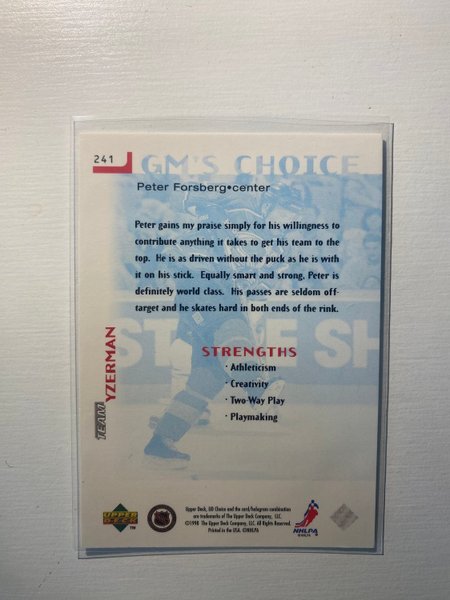 241
GM'S CHOICE
Peter Forsberg•center
Peter gains my praise simply for his willingness to
contribute anything it takes to get his team to the
top. He is as driven without the puck as he is with
it on his stick. Equally smart and strong, Peter is
definitely world class. His passes are seldom off-
target and he skates hard in both ends of the rink.
STRENGTHS
· Athleticism
· Creativity
· Two-Way Play
· Playmaking
TEAM
YZERMAN
UPPER
DECK
TM
NHL
Upper Deck, UD Choice and the card/hologram combination
are trademarks of The Upper Deck Company, LLC.
©1998 The Upper Deck Company, LLC. All Rights Reserved.
Printed in the USA. ©NHLPA
NHLPA